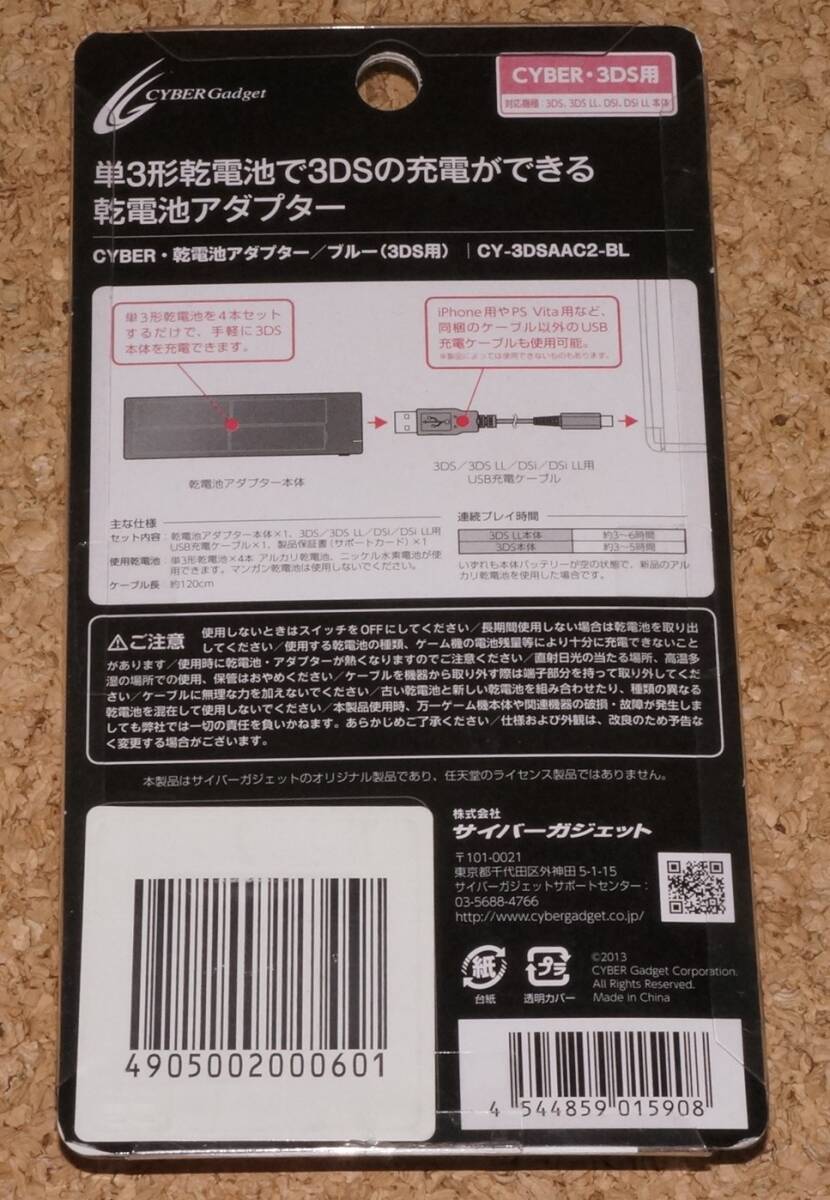 CYBER Gadget
CYBER・3DS用
対応機種：3DS、3DS LL、DSi、DSi LL 本体
単3形乾電池で3DSの充電ができる
乾電池アダプター
CYBER・乾電池アダプター／ブルー（3DS用）｜CY-3DSAAC2-BL
単3形乾電池を4本セット
するだけで、手軽に3DS
本体を充電できます。
iPhone用やPS Vita用など、
同梱のケーブル以外のUSB
充電ケーブルも使用可能。
※製品によっては使用できないものもあります。
乾電池アダプター本体
3DS／3DS LL／DSi／DSi LL用
USB充電ケーブル
主な仕様
セット内容：乾電池アダプター本体×1、3DS／3DS LL／DSi／DSi LL用
USB充電ケーブル×1、製品保証書（サポートカード）×1
使用乾電池：単3形乾電池×4本 アルカリ乾電池、ニッケル水素電池が使
用できます。マンガン乾電池は使用しないでください。
ケーブル長 約120cm
連続プレイ時間
3DS LL本体 約3〜6時間
3DS本体 約3〜5時間
いずれも本体バッテリーが空の状態で、新品のアル
カリ乾電池を使用した場合です。
⚠ご注意
使用しないときはスイッチをOFFにしてください／長期間使用しない場合は乾電池を取り出
してください／使用する乾電池の種類、ゲーム機の電池残量等により十分に充電できないこと
があります／使用時に乾電池・アダプターが熱くなりますのでご注意ください／直射日光の当たる場所、高温多
湿の場所での使用、保管はおやめください／ケーブルを機器から取り外す際は端子部分を持って取り外してくだ
さい／ケーブルに無理な力を加えないでください／古い乾電池と新しい乾電池を組み合わせたり、種類の異なる
乾電池を混在して使用しないでください／本製品使用時、万一ゲーム機本体や関連機器の破損・故障が発生しま
しても弊社では一切の責任を負いかねます。あらかじめご了承ください／仕様および外観は、改良のため予告な
く変更する場合がございます。
本製品はサイバーガジェットのオリジナル製品であり、任天堂のライセンス製品ではありません。
株式会社
サイバーガジェット
〒101-0021
東京都千代田区外神田 5-1-15
サイバーガジェットサポートセンター：
03-5688-4766
http://www.cybergadget.co.jp/
紙
台紙
プラ
透明カバー
©2013
CYBER Gadget Corporation.
All Rights Reserved.
Made in China
4905002000601
4 544859 015908